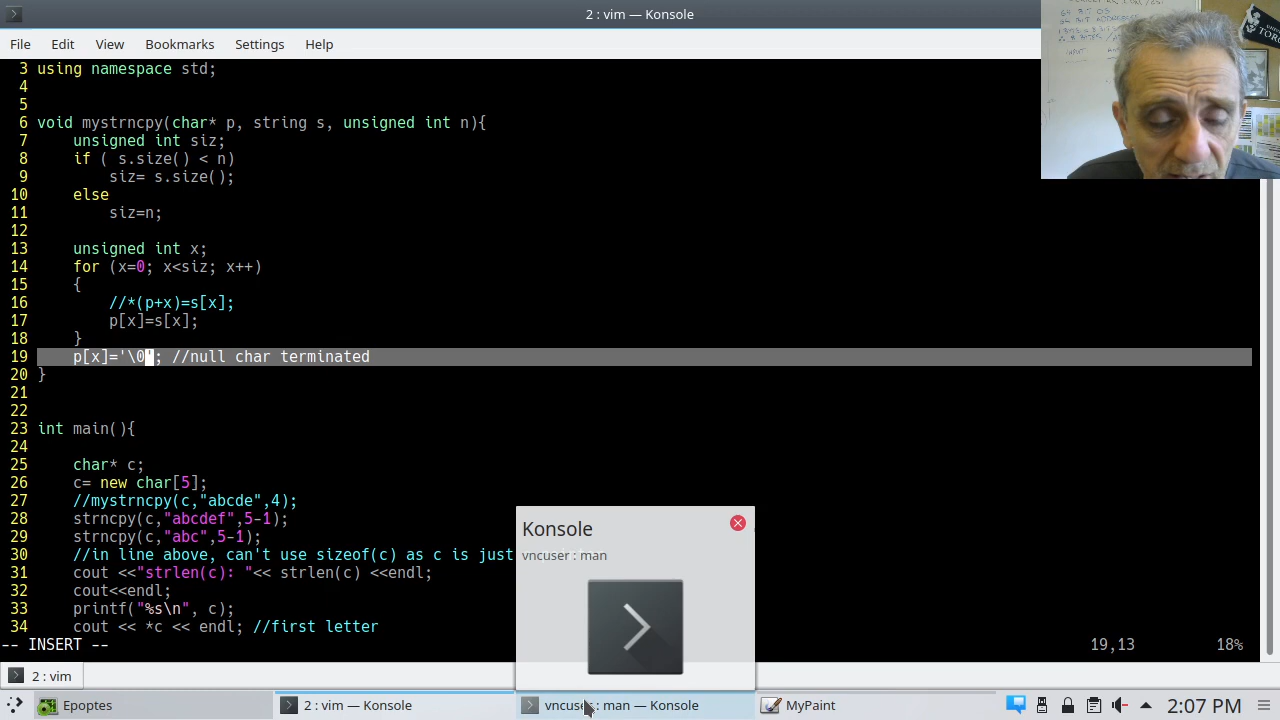 2 : vim — Konsole
File Edit View Bookmarks Settings Help
3 using namespace std;
4
5
6 void mystrncpy(char* p, string s, unsigned int n){
7 unsigned int siz;
8 if ( s.size() < n)
9 siz= s.size();
10 else
11 siz=n;
12
13 unsigned int x;
14 for (x=0; x<siz; x++)
15 {
16 //*(p+x)=s[x];
17 p[x]=s[x];
18 }
19 p[x]='\0'; //null char terminated
20 }
21
22
23 int main(){
24
25 char* c;
26 c= new char[5];
27 //mystrncpy(c,"abcde",4);
28 strncpy(c,"abcdef",5-1);
29 strncpy(c,"abc",5-1);
30 //in line above, can't use sizeof(c) as c is just
31 cout <<"strlen(c): "<< strlen(c) <<endl;
32 cout<<endl;
33 printf("%s\n", c);
34 cout << *c << endl; //first letter
-- INSERT -- 19,13 18%
Konsole
vncuser : man
2 : vim
Epoptes 2 : vim — Konsole vncuser : man — Konsole MyPaint 2:07 PM